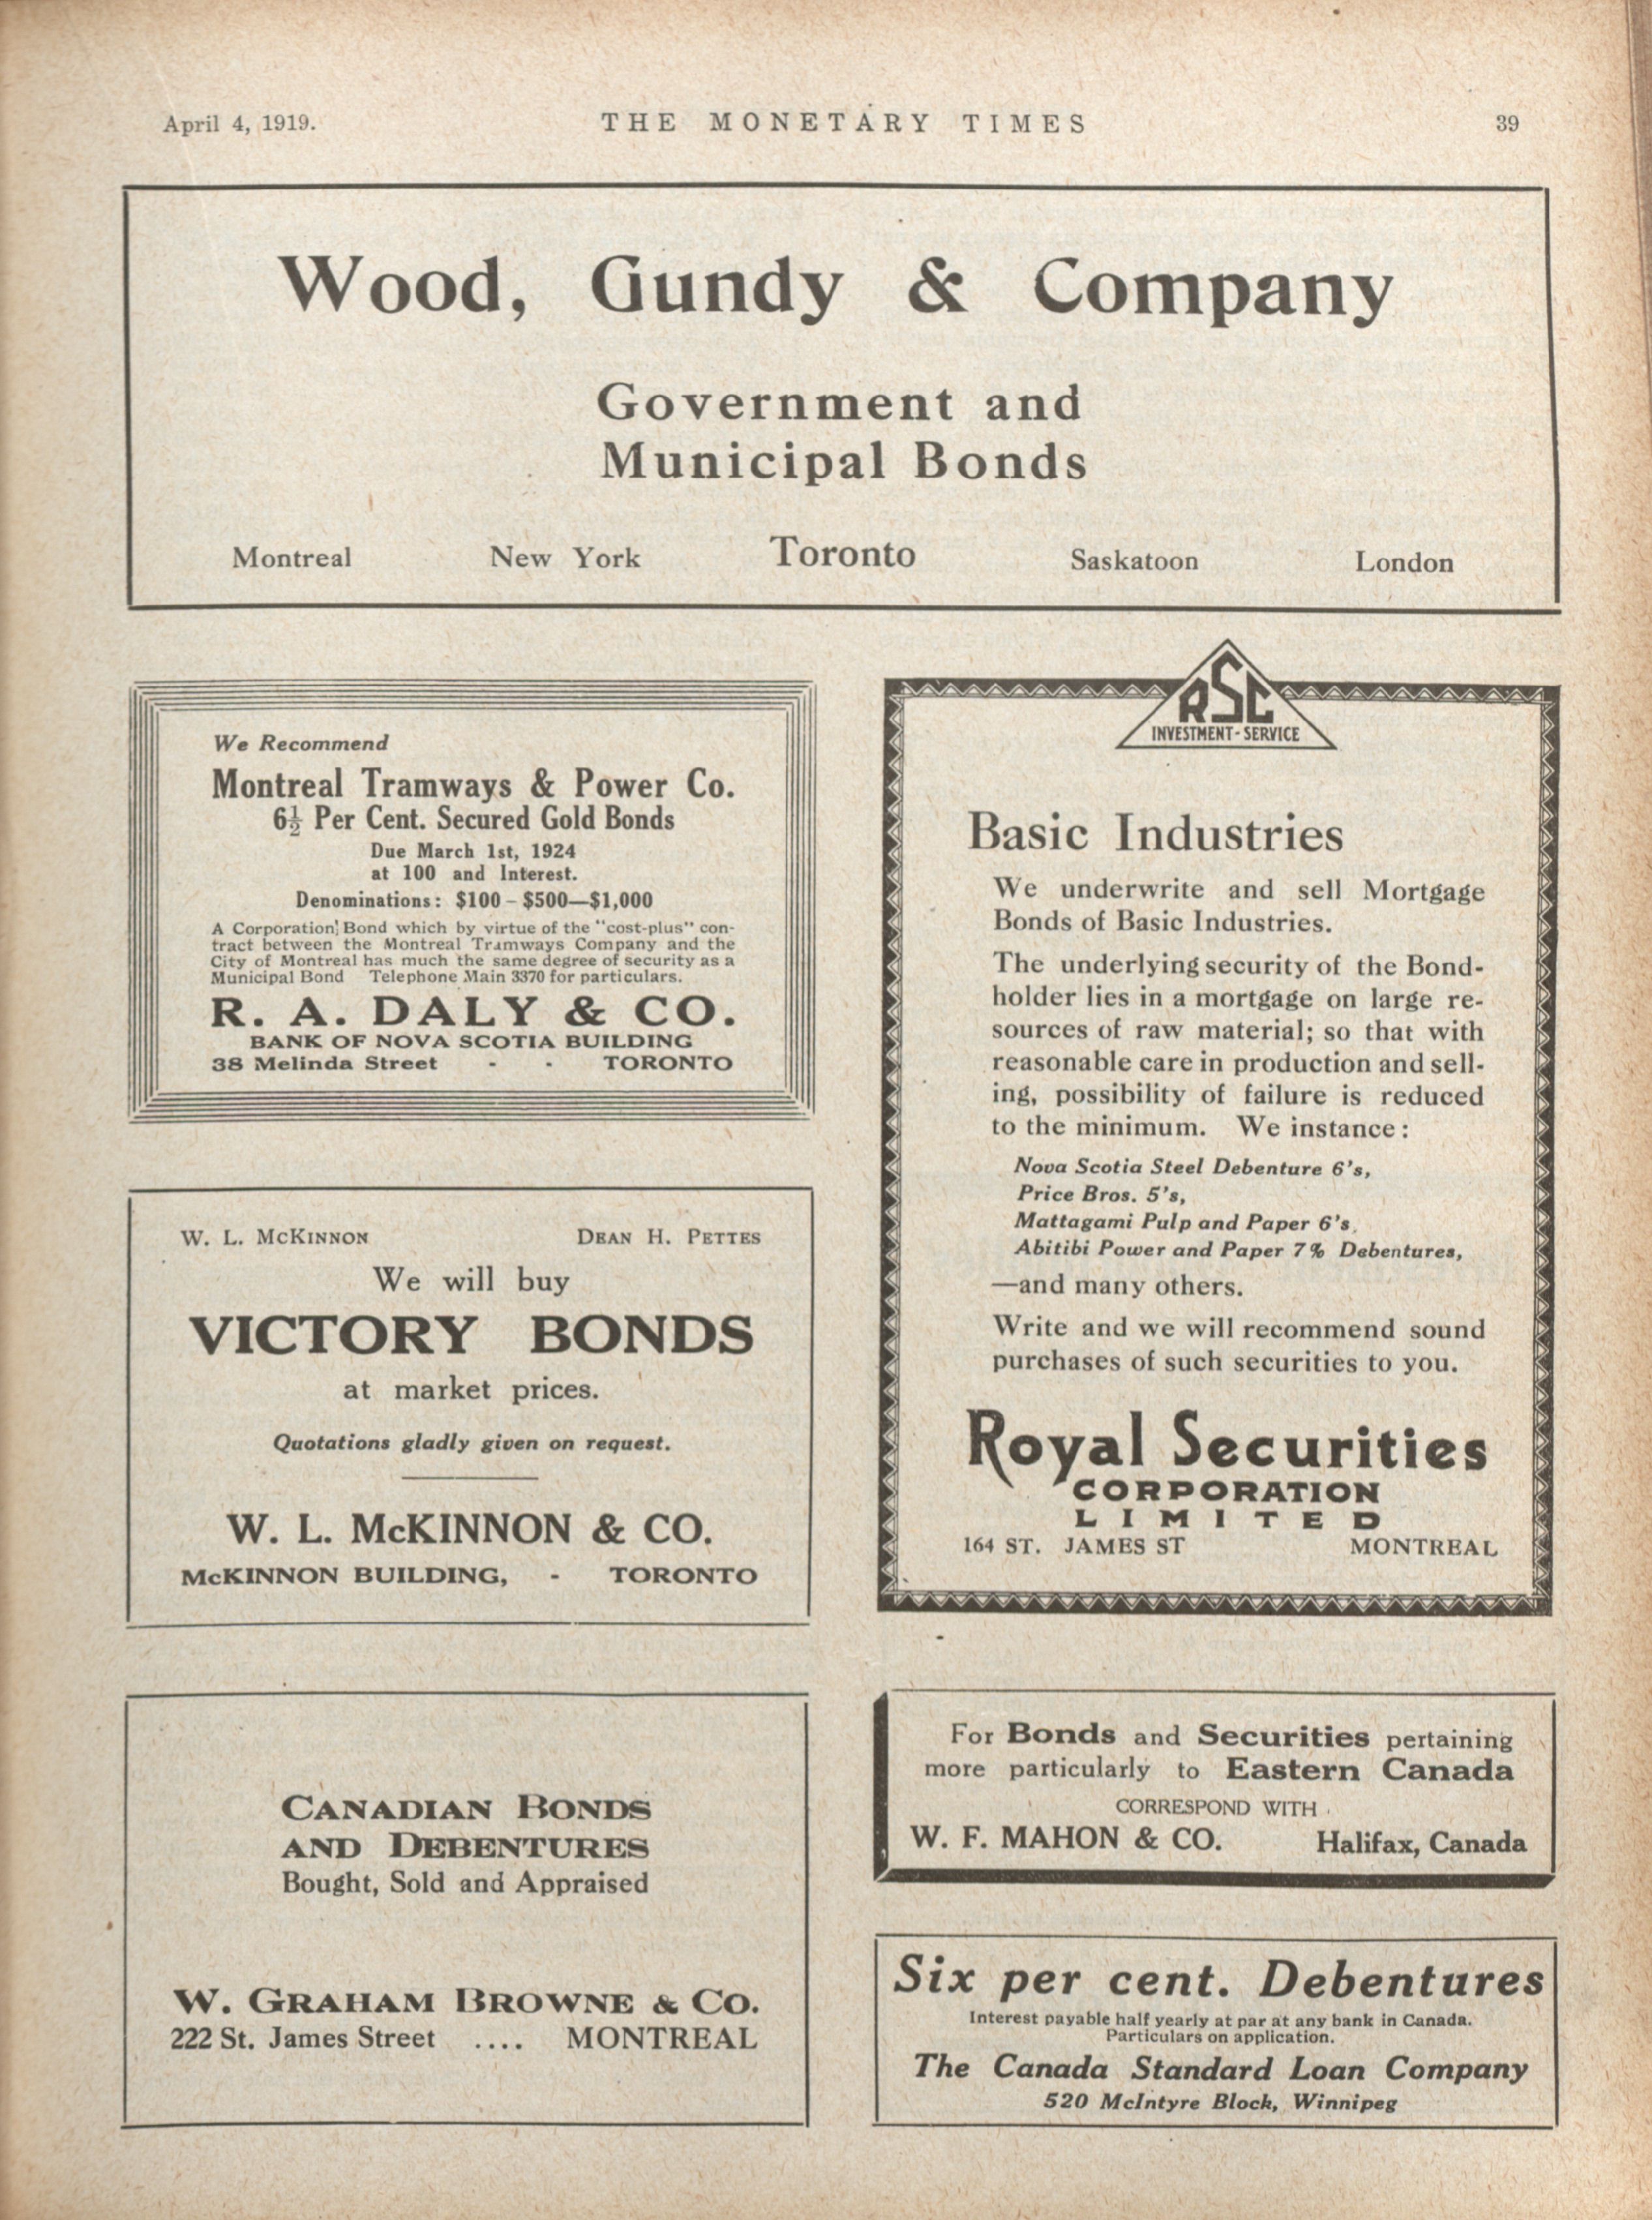 April 4, 1919. THE MONETARY TIMES 39
Wood, Gundy & Company
Government and
Municipal Bonds
Montreal New York Toronto Saskatoon London
We Recommend
Montreal Tramways & Power Co.
6½ Per Cent. Secured Gold Bonds
Due March 1st, 1924
at 100 and Interest.
Denominations: $100 – $500—$1,000
A Corporation Bond which by virtue of the "cost-plus" con-
tract between the Montreal Tramways Company and the
City of Montreal has much the same degree of security as a
Municipal Bond Telephone Main 3370 for particulars.
R. A. DALY & CO.
BANK OF NOVA SCOTIA BUILDING
38 Melinda Street - - TORONTO
W. L. McKINNON DEAN H. PETTES
We will buy
VICTORY BONDS
at market prices.
Quotations gladly given on request.
W. L. McKINNON & CO.
McKINNON BUILDING, - TORONTO
CANADIAN BONDS
AND DEBENTURES
Bought, Sold and Appraised
W. GRAHAM BROWNE & CO.
222 St. James Street .... MONTREAL
RSC
INVESTMENT-SERVICE
Basic Industries
We underwrite and sell Mortgage
Bonds of Basic Industries.
The underlying security of the Bond-
holder lies in a mortgage on large re-
sources of raw material; so that with
reasonable care in production and sell-
ing, possibility of failure is reduced
to the minimum. We instance:
Nova Scotia Steel Debenture 6's,
Price Bros. 5's,
Mattagami Pulp and Paper 6's,
Abitibi Power and Paper 7% Debentures,
—and many others.
Write and we will recommend sound
purchases of such securities to you.
Royal Securities
CORPORATION
LIMITED
164 ST. JAMES ST MONTREAL
For Bonds and Securities pertaining
more particularly to Eastern Canada
CORRESPOND WITH
W. F. MAHON & CO. Halifax, Canada
Six per cent. Debentures
Interest payable half yearly at par at any bank in Canada.
Particulars on application.
The Canada Standard Loan Company
520 McIntyre Block, Winnipeg